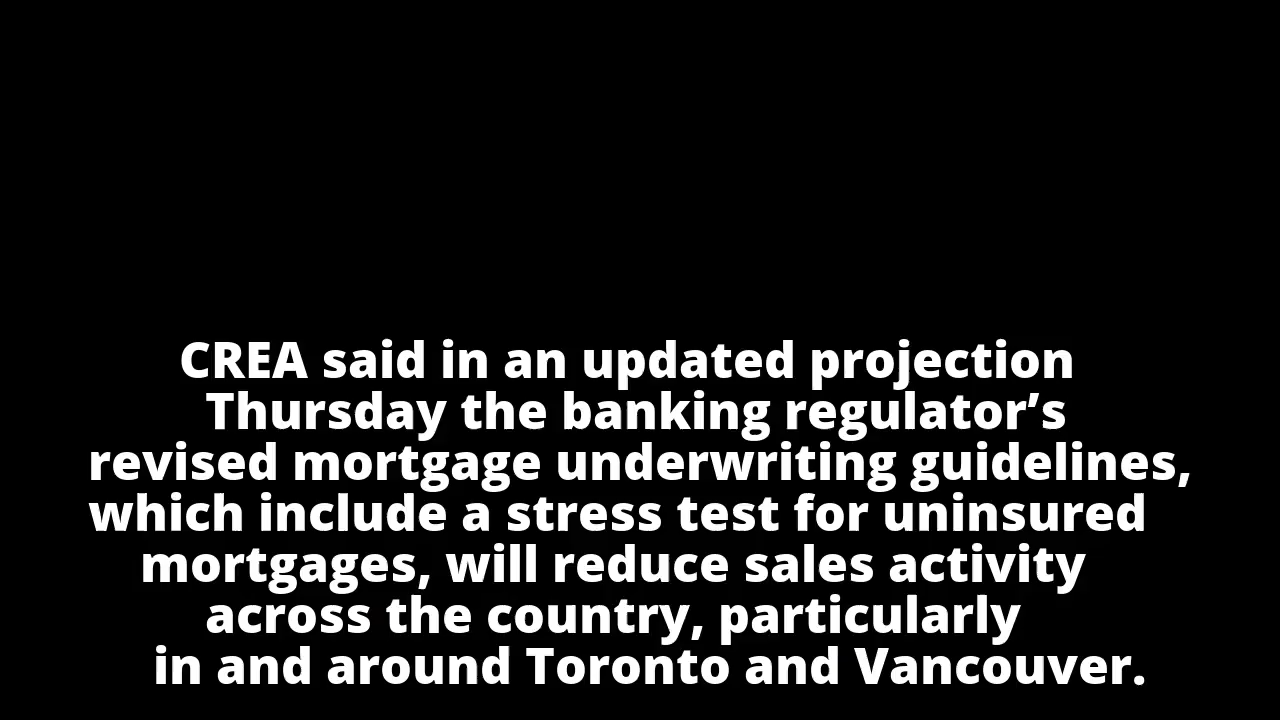 CREA said in an updated projection
Thursday the banking regulator’s
revised mortgage underwriting guidelines,
which include a stress test for uninsured
mortgages, will reduce sales activity
across the country, particularly
in and around Toronto and Vancouver.